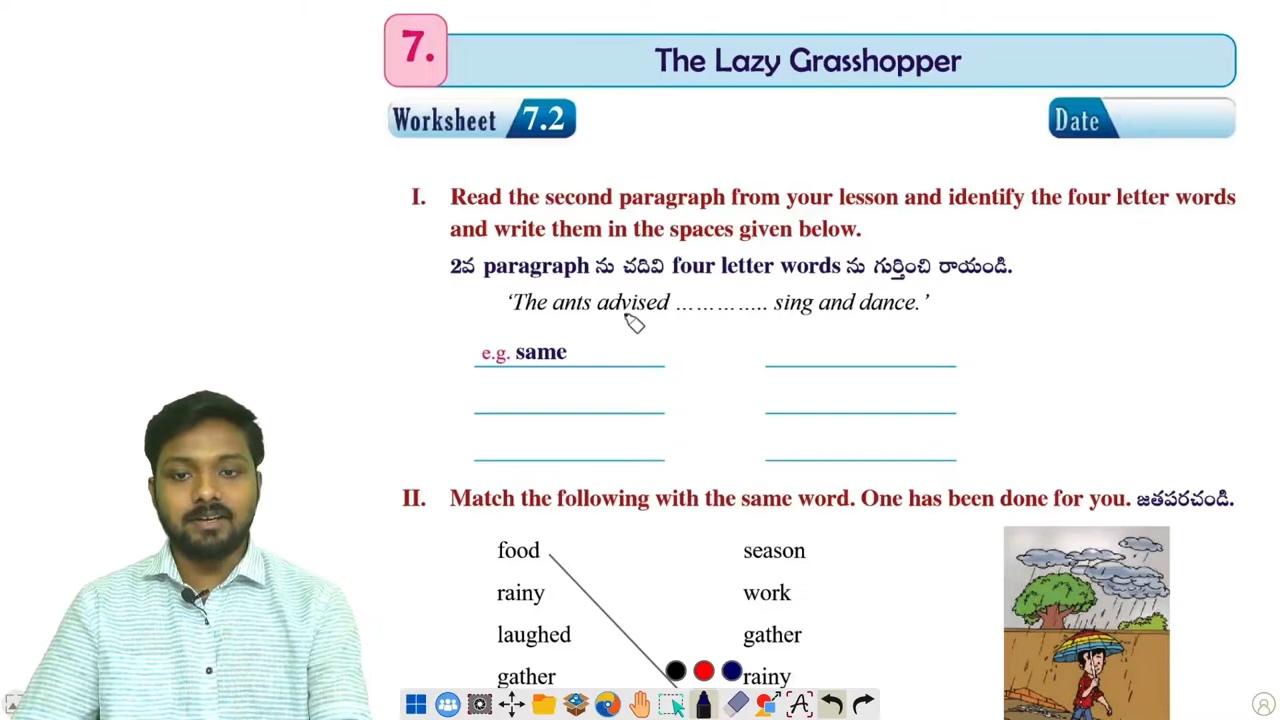 7.
The Lazy Grasshopper
Worksheet 7.2
Date
I. Read the second paragraph from your lesson and identify the four letter words
and write them in the spaces given below.
2వ paragraph ను చదివి four letter words ను గుర్తించి రాయండి.
‘The ants advised ………….. sing and dance.’
e.g. same
II. Match the following with the same word. One has been done for you. జతపరచండి.
food season
rainy work
laughed gather
gather rainy